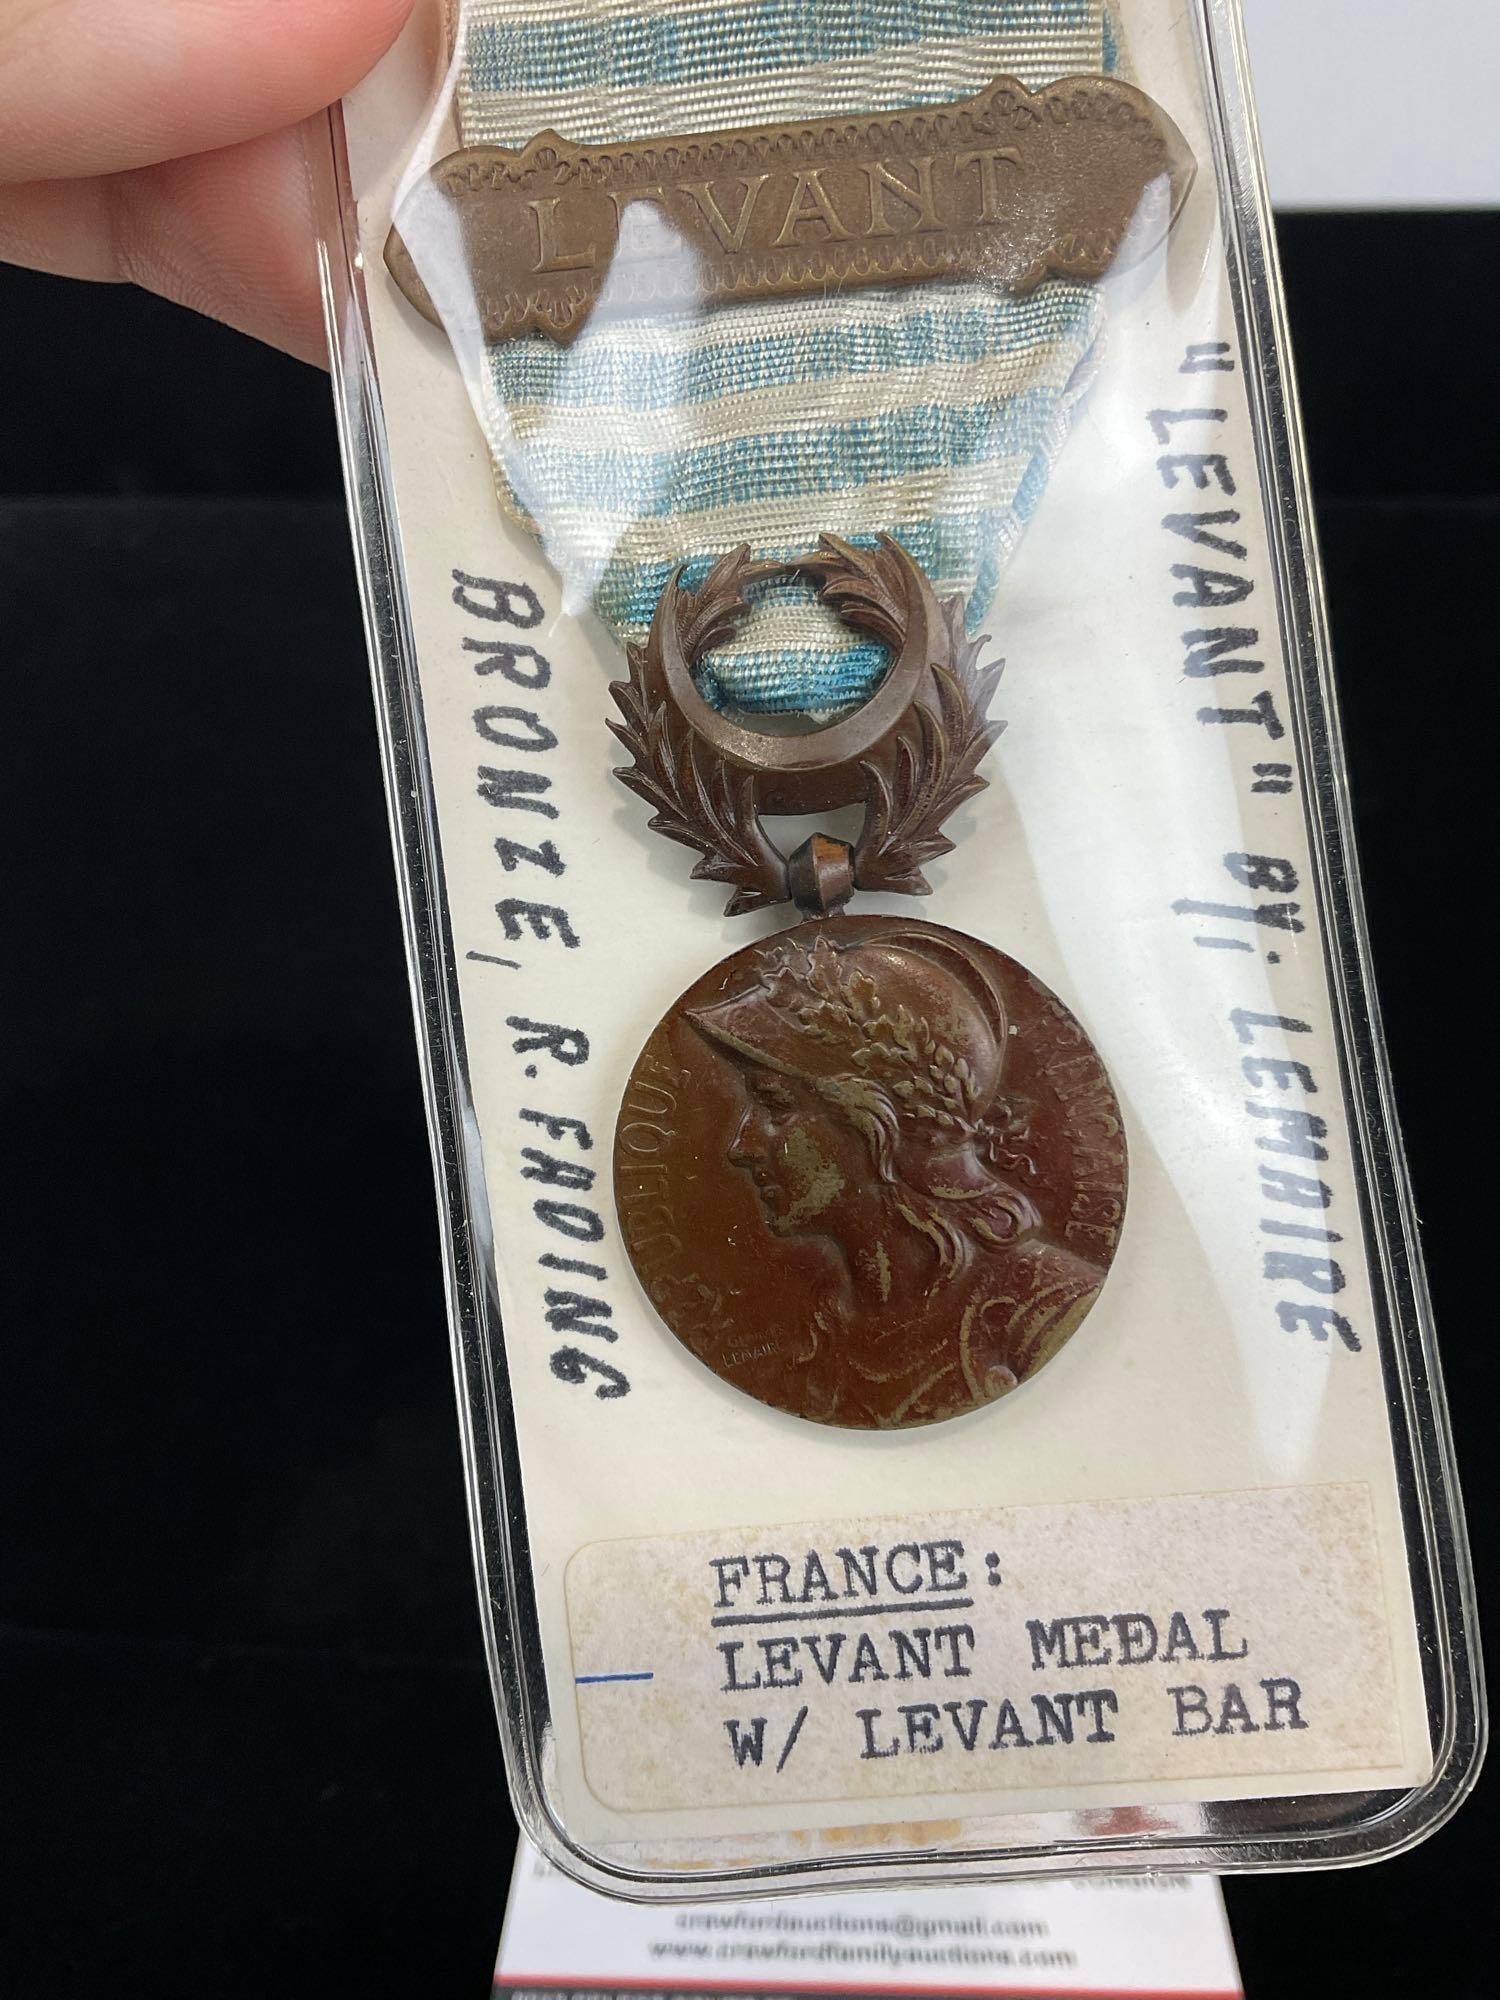 LEVANT
"LEVANT" BY: LEMAIRE
BRONZE, R. FADING
RÉPUBLIQUE
FRANÇAISE
LEMAIRE
FRANCE:
LEVANT MEDAL
W/ LEVANT BAR
crawfordauctions@gmail.com
www.crawfordfamilyauctions.com